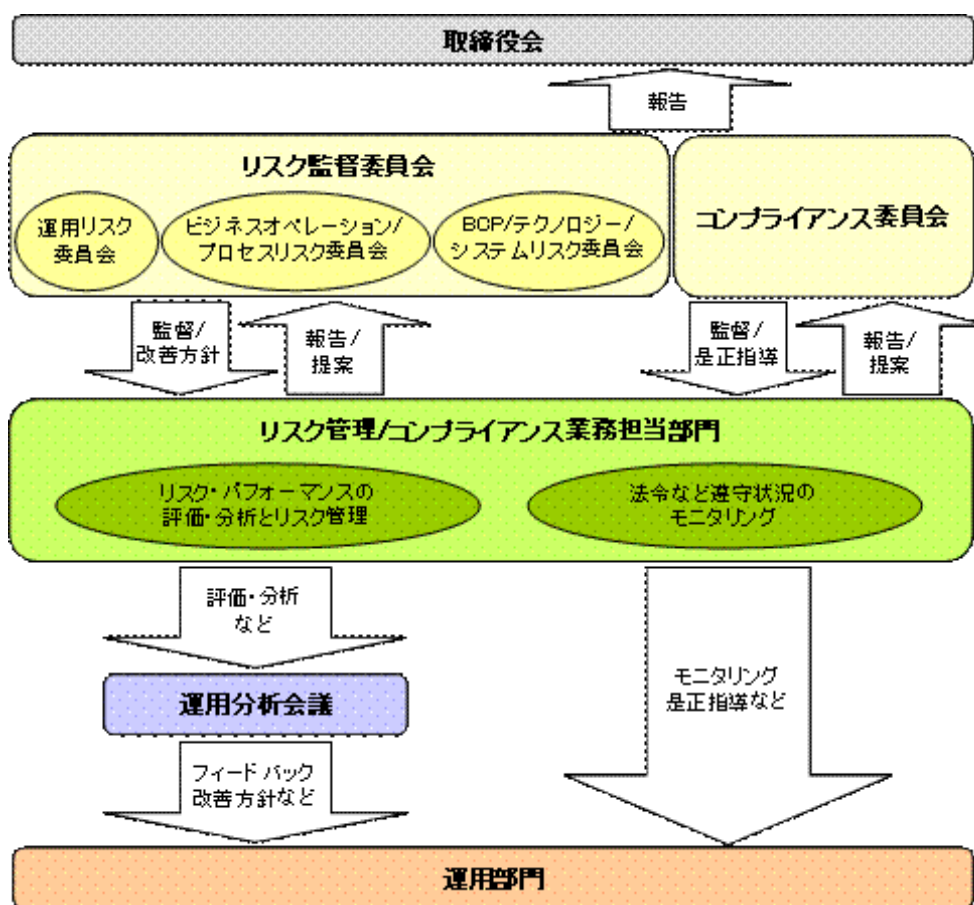 取締役会
報告
リスク監督委員会
運用リスク
委員会
ビジネスオペレーション/
プロセスリスク委員会
BCP/テクノロジー/
システムリスク委員会
コンプライアンス委員会
監督/
改善方針
報告/
提案
監督/
是正指導
報告/
提案
リスク管理/コンプライアンス業務担当部門
リスク・パフォーマンスの
評価・分析とリスク管理
法令など遵守状況の
モニタリング
評価・分析
など
運用分析会議
モニタリング
是正指導など
フィードバック
改善方針など
運用部門